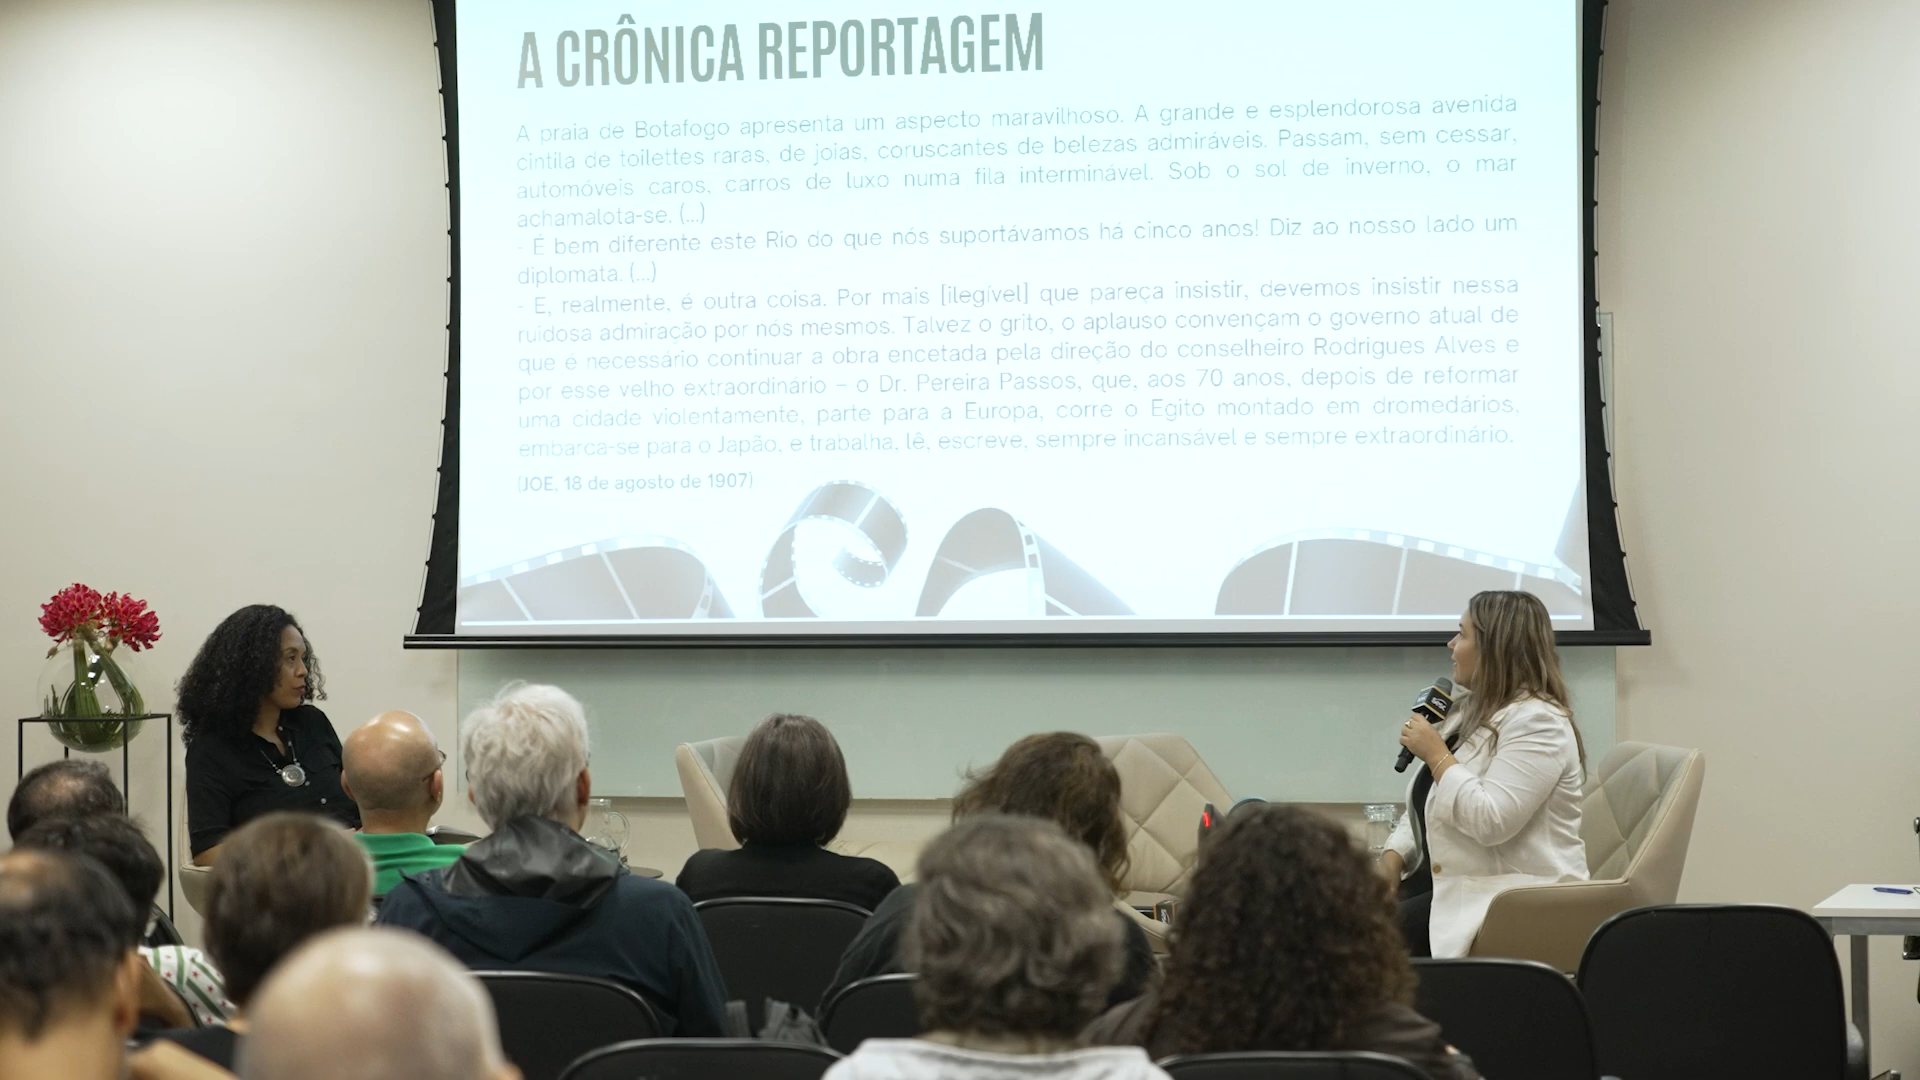 A CRÔNICA REPORTAGEM
A praia de Botafogo apresenta um aspecto maravilhoso. A grande e esplendorosa avenida
cintila de toilettes raras, de joias, coruscantes de belezas admiráveis. Passam, sem cessar,
automóveis caros, carros de luxo numa fila interminável. Sob o sol de inverno, o mar
achamalota-se. (...)
- É bem diferente este Rio do que nós suportávamos há cinco anos! Diz ao nosso lado um
diplomata. (...)
- E, realmente, é outra coisa. Por mais [ilegível] que pareça insistir, devemos insistir nessa
ruidosa admiração por nós mesmos. Talvez o grito, o aplauso convençam o governo atual de
que é necessário continuar a obra encetada pela direção do conselheiro Rodrigues Alves e
por esse velho extraordinário – o Dr. Pereira Passos, que, aos 70 anos, depois de reformar
uma cidade violentamente, parte para a Europa, corre o Egito montado em dromedários,
embarca-se para o Japão, e trabalha, lê, escreve, sempre incansável e sempre extraordinário.
(JOE, 18 de agosto de 1907)